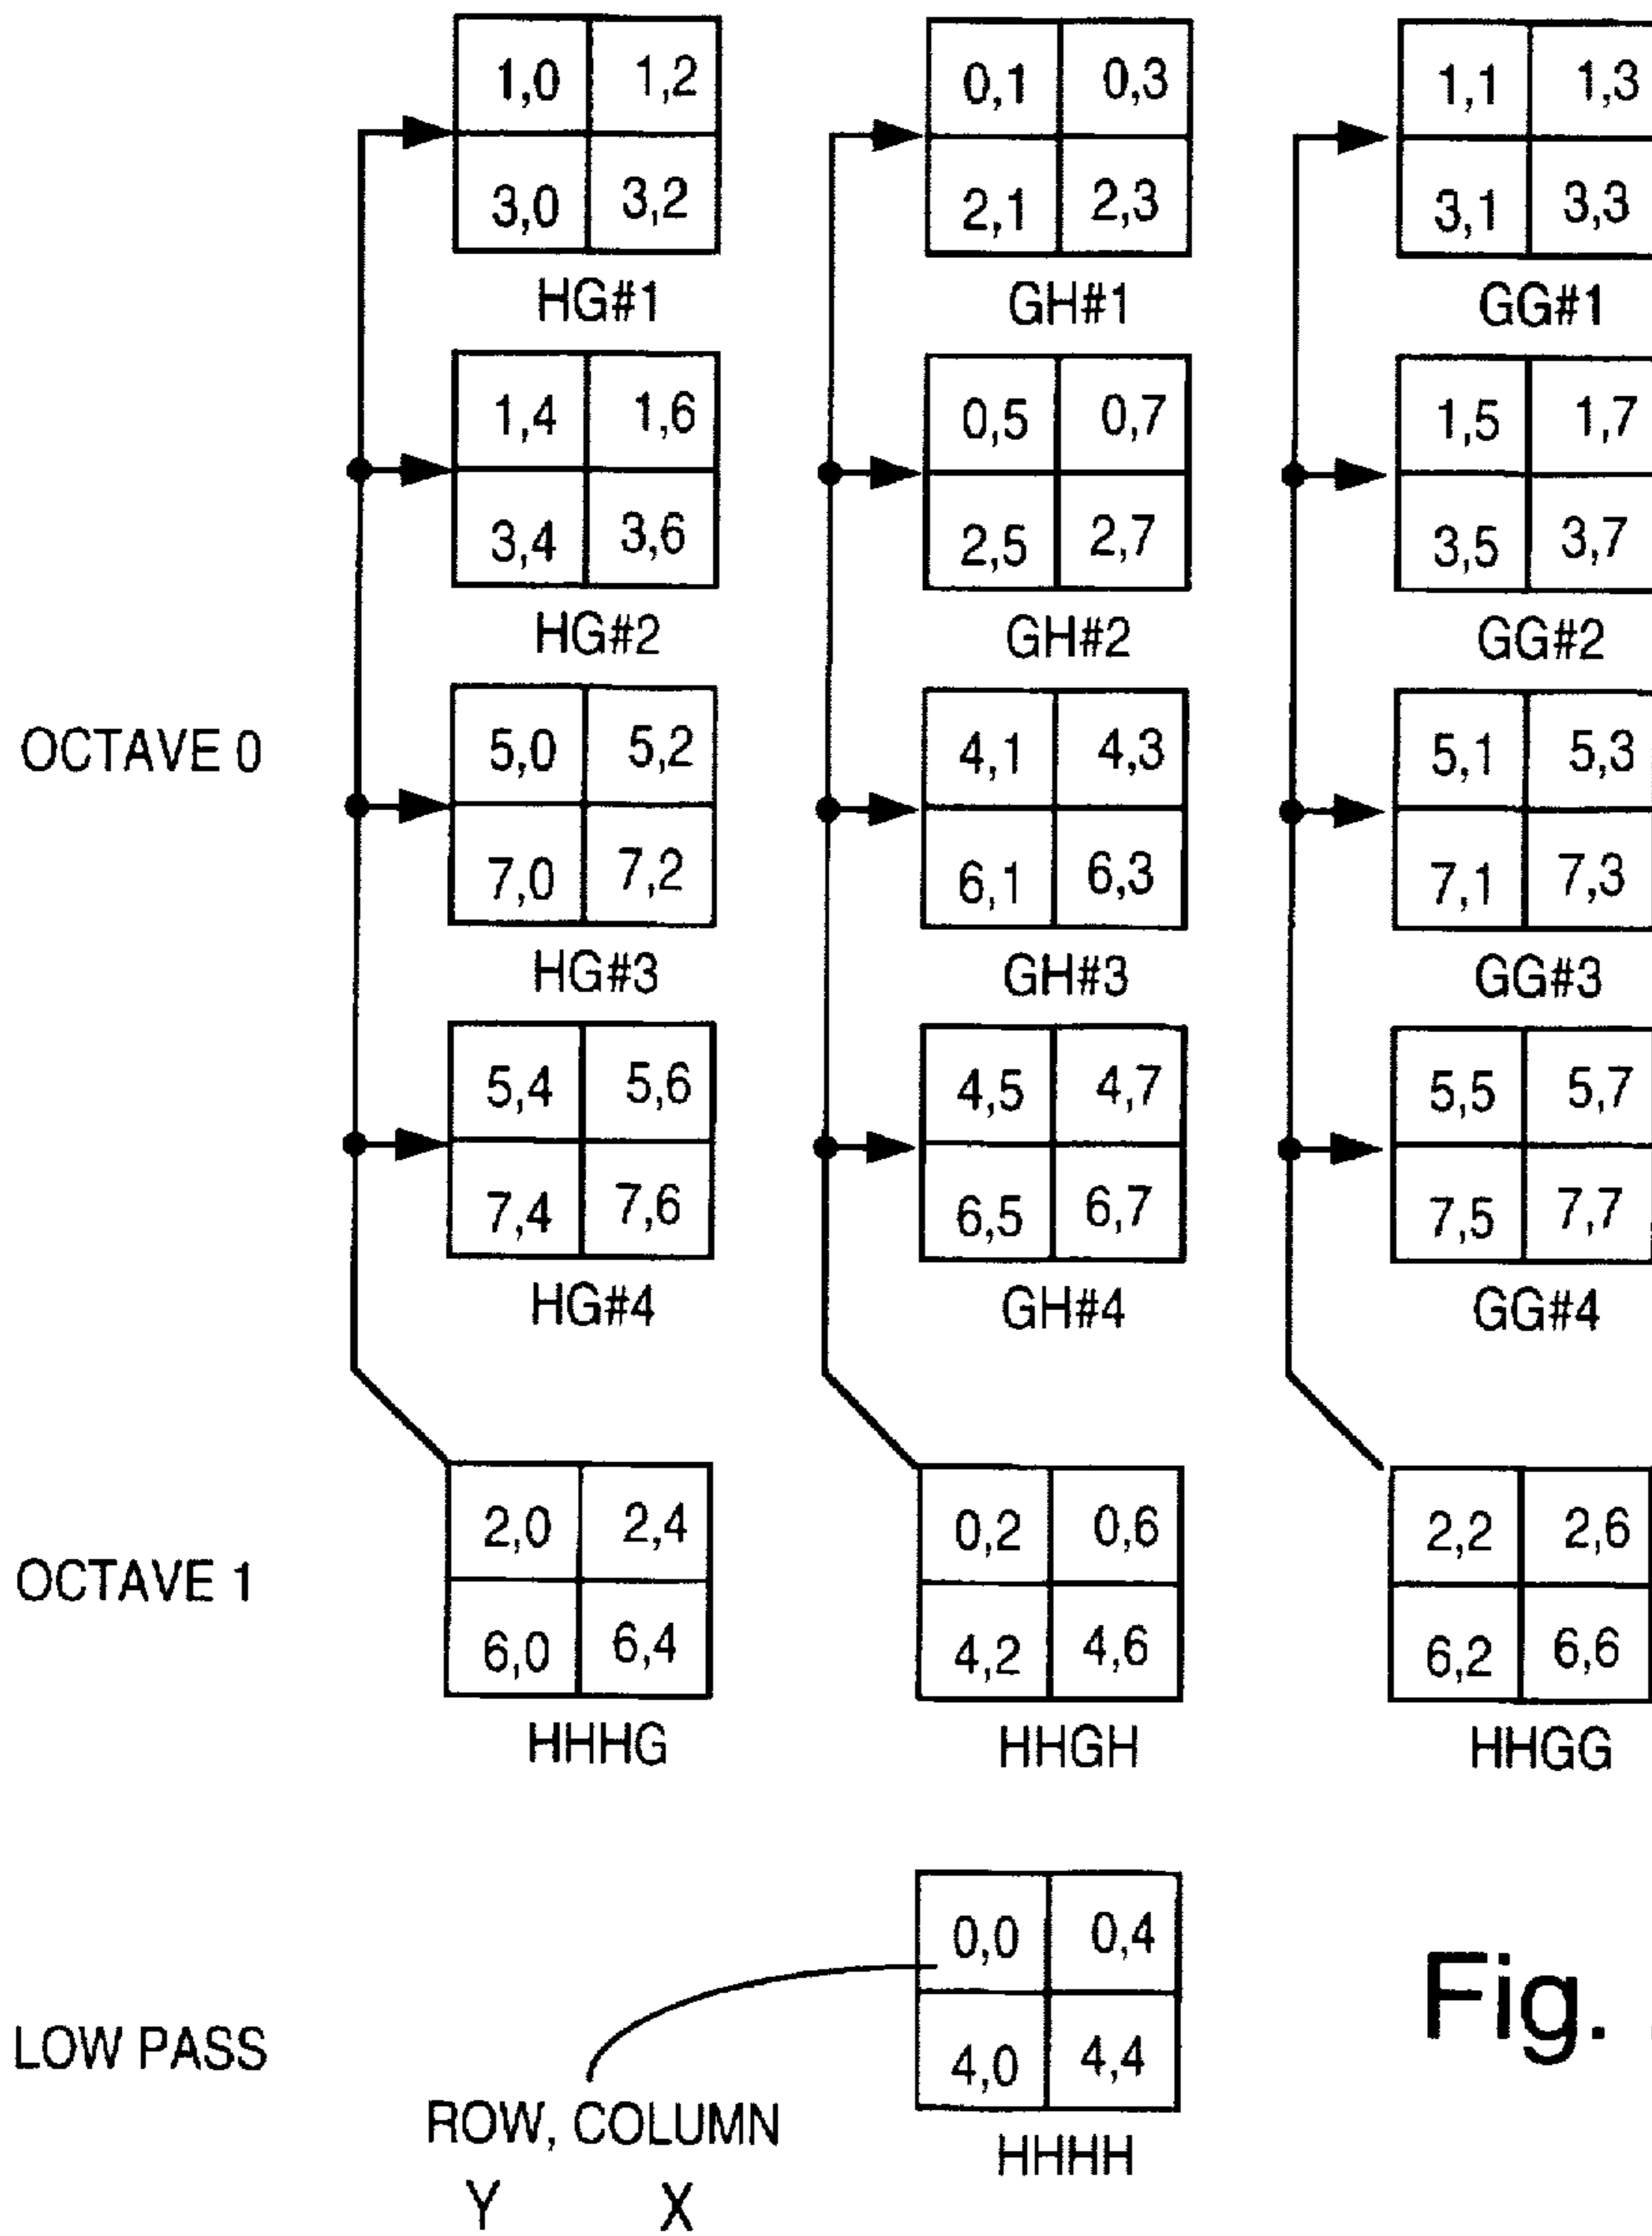 1,0 1,2 0,1 0,3 1,1 1,3
3,0 3,2 2,1 2,3 3,1 3,3
HG#1 GH#1 GG#1
1,4 1,6 0,5 0,7 1,5 1,7
3,4 3,6 2,5 2,7 3,5 3,7
HG#2 GH#2 GG#2
OCTAVE 0 5,0 5,2 4,1 4,3 5,1 5,3
7,0 7,2 6,1 6,3 7,1 7,3
HG#3 GH#3 GG#3
5,4 5,6 4,5 4,7 5,5 5,7
7,4 7,6 6,5 6,7 7,5 7,7
HG#4 GH#4 GG#4
2,0 2,4 0,2 0,6 2,2 2,6
OCTAVE 1
6,0 6,4 4,2 4,6 6,2 6,6
HHHG HHGH HHGG
0,0 0,4
Fig.
LOW PASS 4,0 4,4
ROW, COLUMN
HHHH
Y X